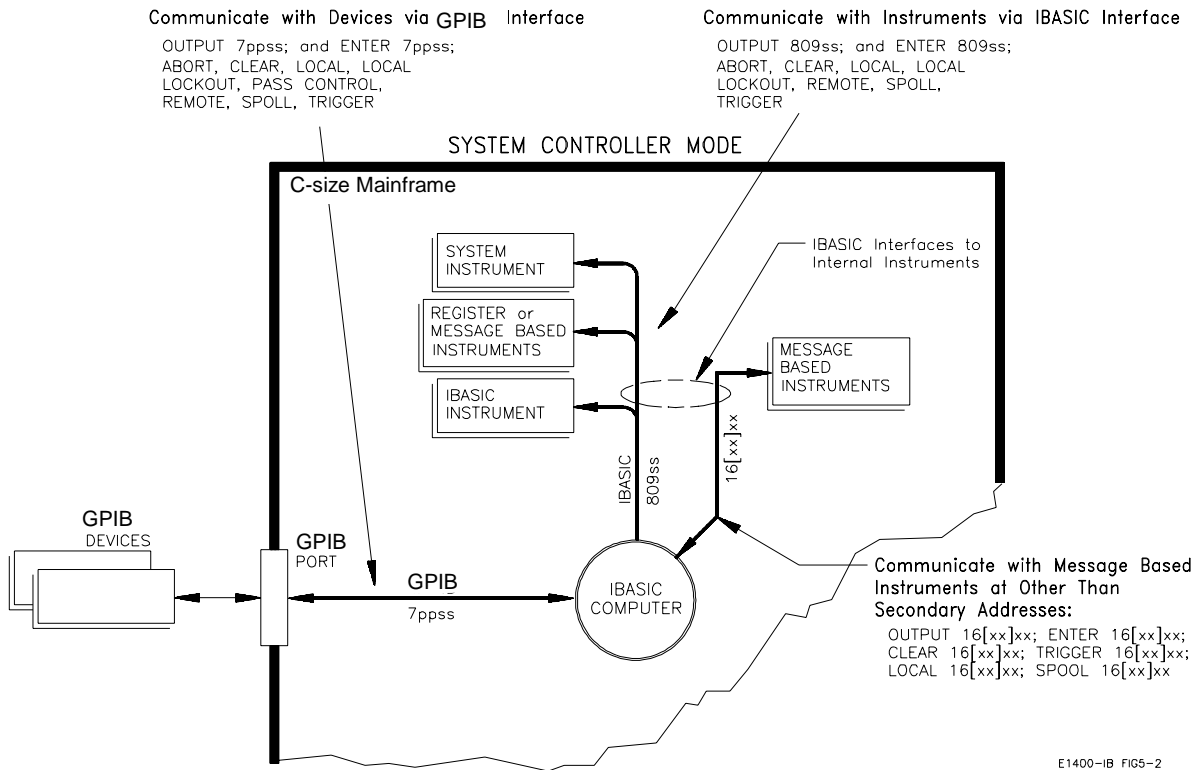 Communicate with Devices via GPIB Interface
OUTPUT 7ppss; and ENTER 7ppss;
ABORT, CLEAR, LOCAL, LOCAL
LOCKOUT, PASS CONTROL,
REMOTE, SPOLL, TRIGGER
Communicate with Instruments via IBASIC Interface
OUTPUT 809ss; and ENTER 809ss;
ABORT, CLEAR, LOCAL, LOCAL
LOCKOUT, REMOTE, SPOLL,
TRIGGER
SYSTEM CONTROLLER MODE
C-size Mainframe
SYSTEM
INSTRUMENT
REGISTER or
MESSAGE BASED
INSTRUMENTS
IBASIC
INSTRUMENT
IBASIC Interfaces to
Internal Instruments
MESSAGE
BASED
INSTRUMENTS
IBASIC
809ss
16[xx]xx
GPIB
DEVICES
GPIB
PORT
GPIB
7ppss
IBASIC
COMPUTER
Communicate with Message Based
Instruments at Other Than
Secondary Addresses:
OUTPUT 16[xx]xx; ENTER 16[xx]xx;
CLEAR 16[xx]xx; TRIGGER 16[xx]xx;
LOCAL 16[xx]xx; SPOOL 16[xx]xx
E1400-IB FIG5-2